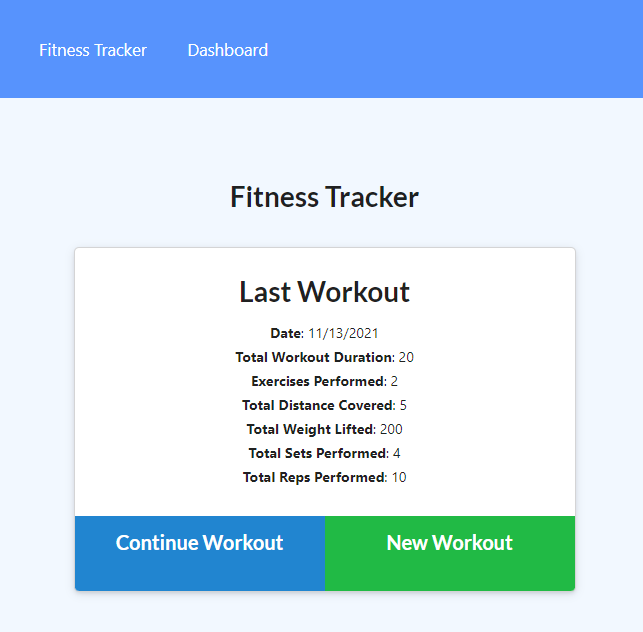 Fitness Tracker Dashboard
Fitness Tracker
Last Workout
Date: 11/13/2021
Total Workout Duration: 20
Exercises Performed: 2
Total Distance Covered: 5
Total Weight Lifted: 200
Total Sets Performed: 4
Total Reps Performed: 10
Continue Workout New Workout